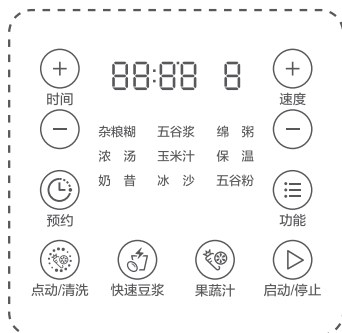 88:88 8
时间 速度
杂粮糊 五谷浆 绵 粥
浓 汤 玉米汁 保 温
奶 昔 冰 沙 五谷粉
预约 功能
点动/清洗 快速豆浆 果蔬汁 启动/停止